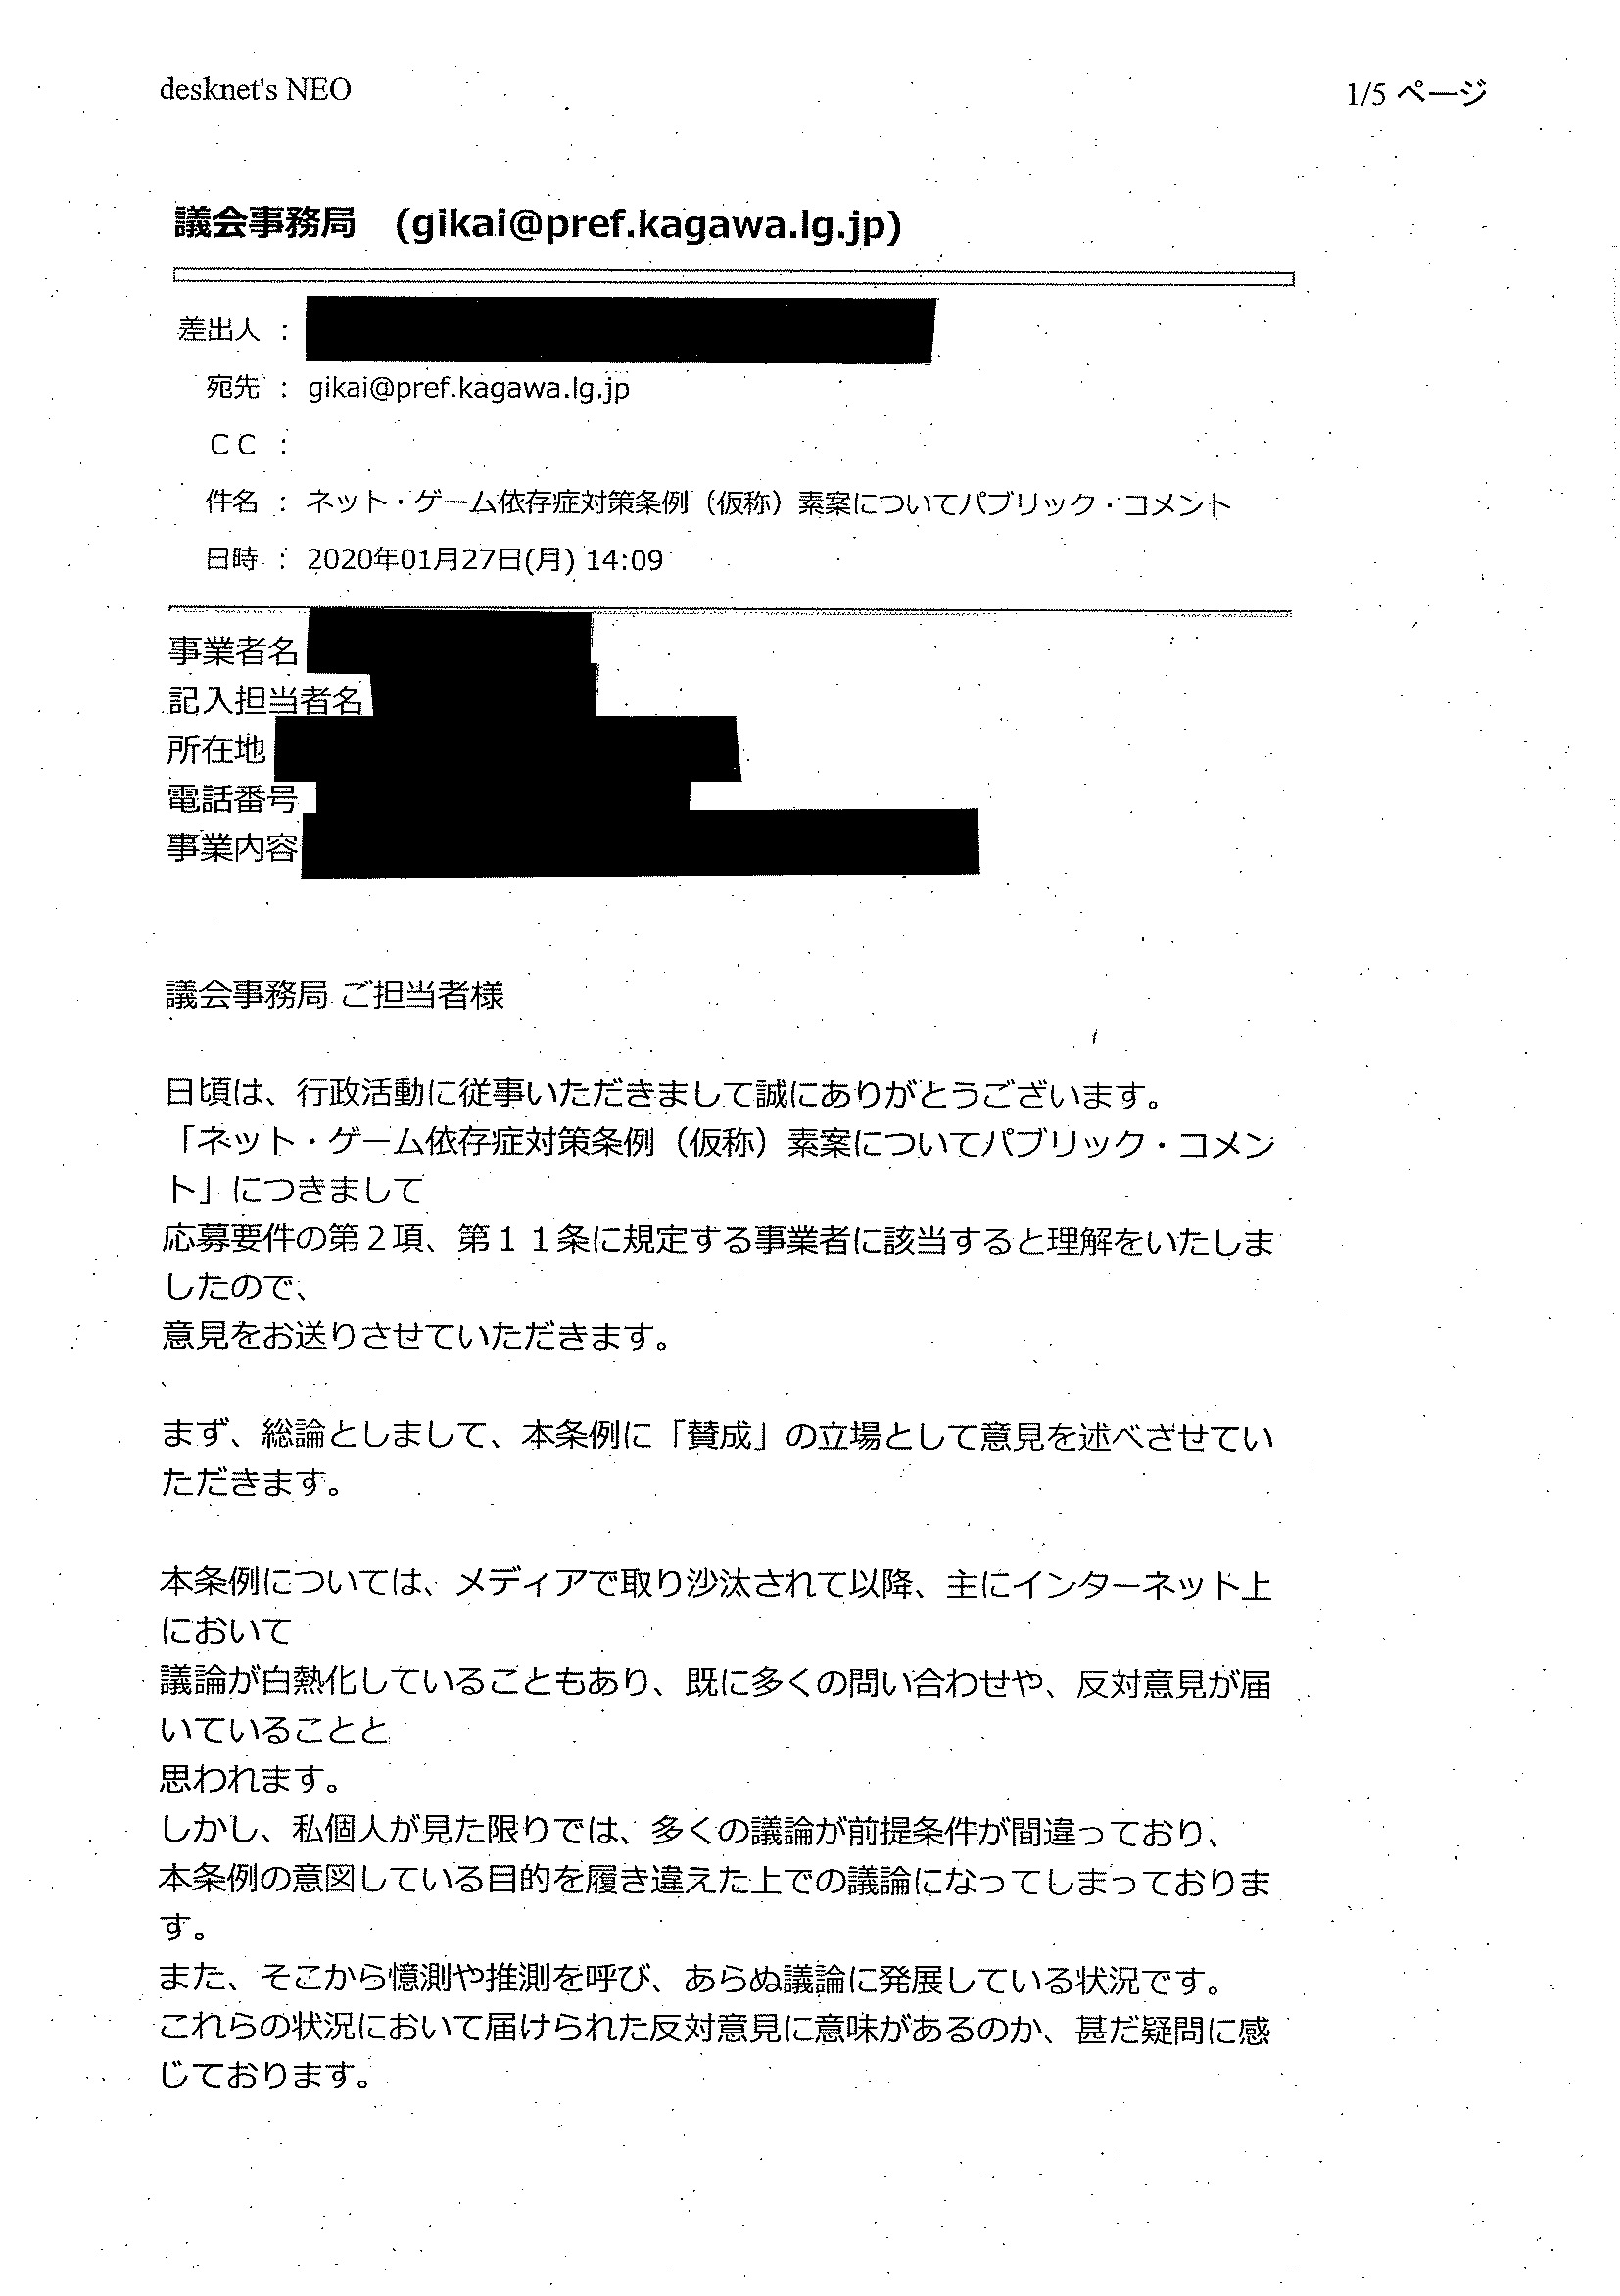 desknet's NEO
1/5 ページ
議会事務局　(gikai@pref.kagawa.lg.jp)
差出人 ：
宛先 ： gikai@pref.kagawa.lg.jp
ＣＣ ：
件名 ： ネット・ゲーム依存症対策条例（仮称）素案についてパブリック・コメント
日時 ： 2020年01月27日(月) 14:09
事業者名
記入担当者名
所在地
電話番号
事業内容
議会事務局 ご担当者様
日頃は、行政活動に従事いただきまして誠にありがとうございます。
「ネット・ゲーム依存症対策条例（仮称）素案についてパブリック・コメン
ト」につきまして
応募要件の第２項、第１１条に規定する事業者に該当すると理解をいたしま
したので、
意見をお送りさせていただきます。
まず、総論としまして、本条例に「賛成」の立場として意見を述べさせてい
ただきます。
本条例については、メディアで取り沙汰されて以降、主にインターネット上
において
議論が白熱化していることもあり、既に多くの問い合わせや、反対意見が届
いていることと
思われます。
しかし、私個人が見た限りでは、多くの議論が前提条件が間違っており、
本条例の意図している目的を履き違えた上での議論になってしまっておりま
す。
また、そこから憶測や推測を呼び、あらぬ議論に発展している状況です。
これらの状況において届けられた反対意見に意味があるのか、甚だ疑問に感
じております。